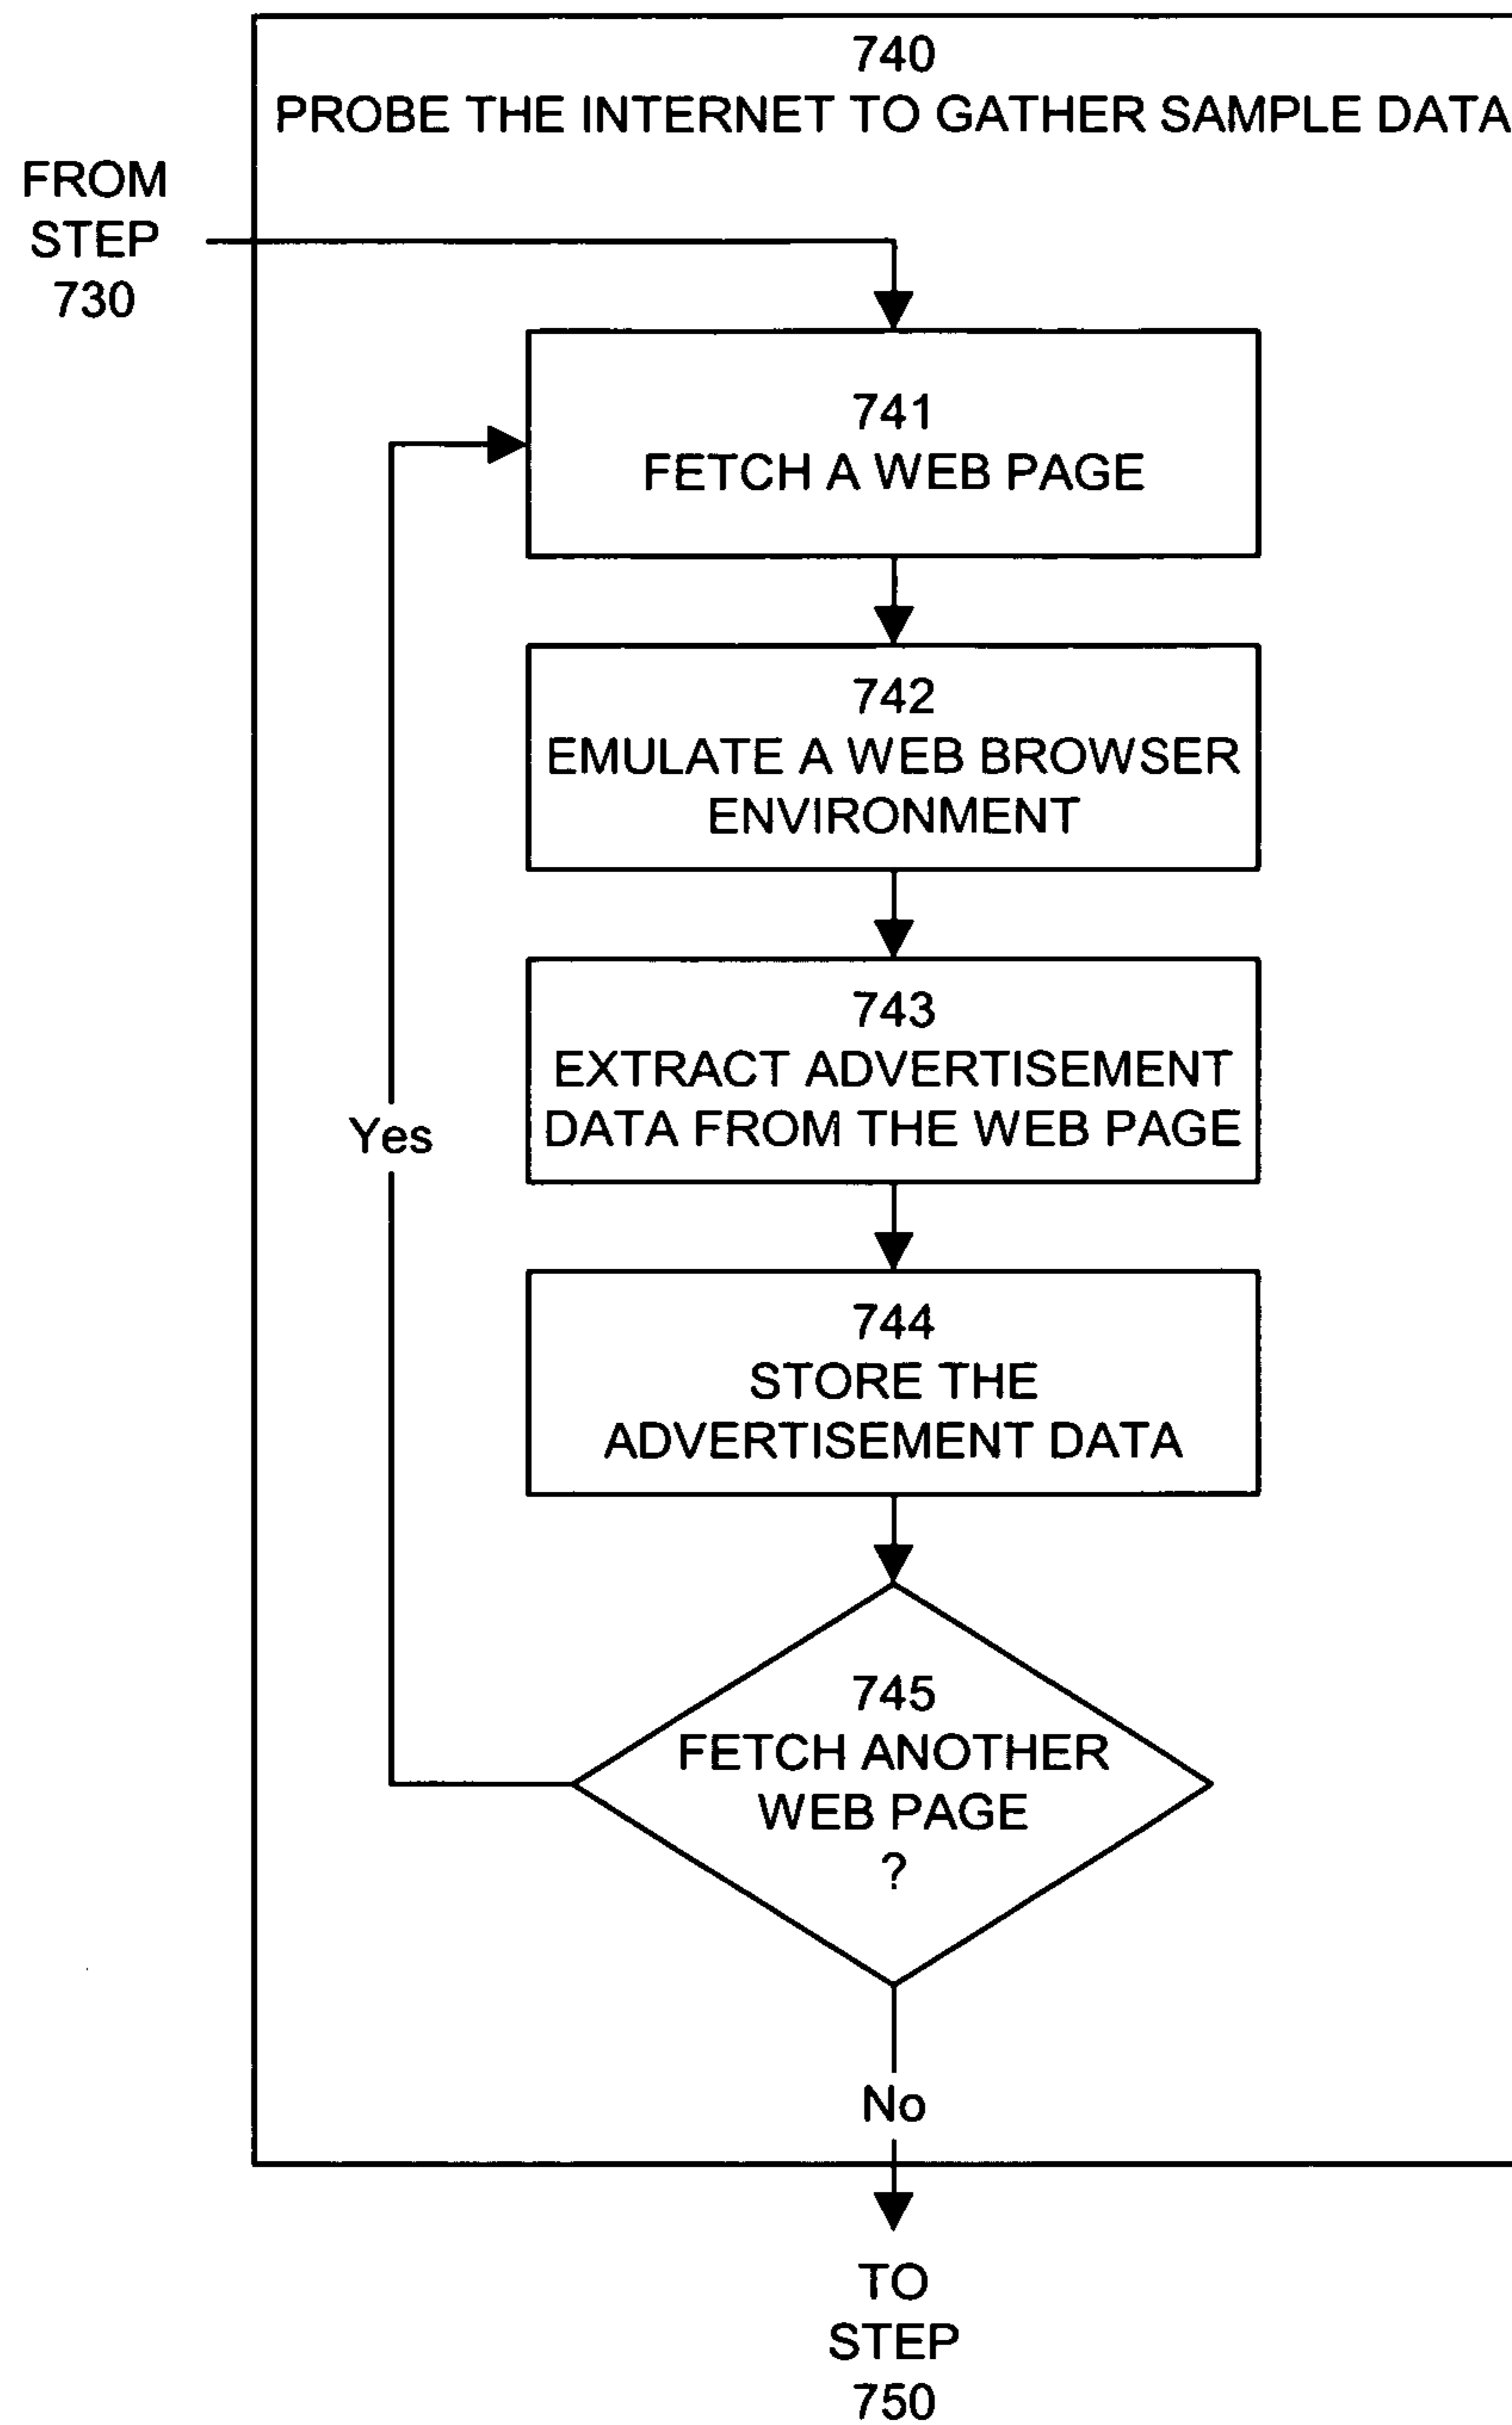 740
PROBE THE INTERNET TO GATHER SAMPLE DATA
FROM
STEP
730
741
FETCH A WEB PAGE
742
EMULATE A WEB BROWSER
ENVIRONMENT
743
EXTRACT ADVERTISEMENT
DATA FROM THE WEB PAGE
Yes
744
STORE THE
ADVERTISEMENT DATA
745
FETCH ANOTHER
WEB PAGE
?
No
TO
STEP
750